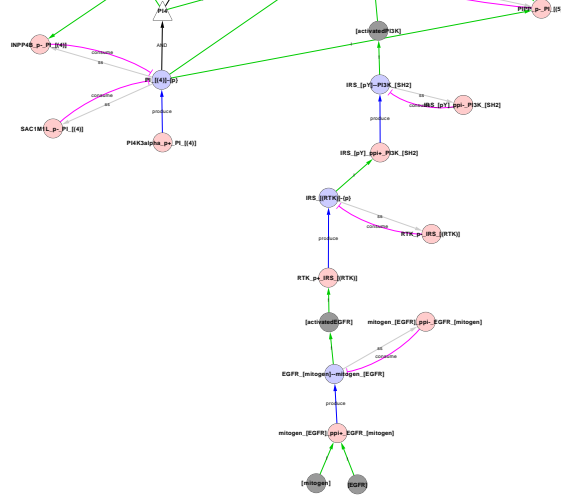 PI4
PIPP_p-_PI_[(5
[activatedPI3K]
INPP4B_p-_PI_[(4)]
consume
ss
AND
PI_[(4)]-{p}
IRS_[pY]--PI3K_[SH2]
ss
consume
IRS_[pY]_ppi-_PI3K_[SH2]
consume
ss
produce
produce
SAC1M1L_p-_PI_[(4)]
PI4K3alpha_p+_PI_[(4)]
IRS_[pY]_ppi+_PI3K_[SH2]
IRS_[(RTK)]-{p}
ss
consume
RTK_p-_IRS_[(RTK)]
produce
RTK_p+_IRS_[(RTK)]
[activatedEGFR]
mitogen_[EGFR]_ppi-_EGFR_[mitogen]
ss
consume
EGFR_[mitogen]--mitogen_[EGFR]
produce
mitogen_[EGFR]_ppi+_EGFR_[mitogen]
[mitogen]
[EGFR]